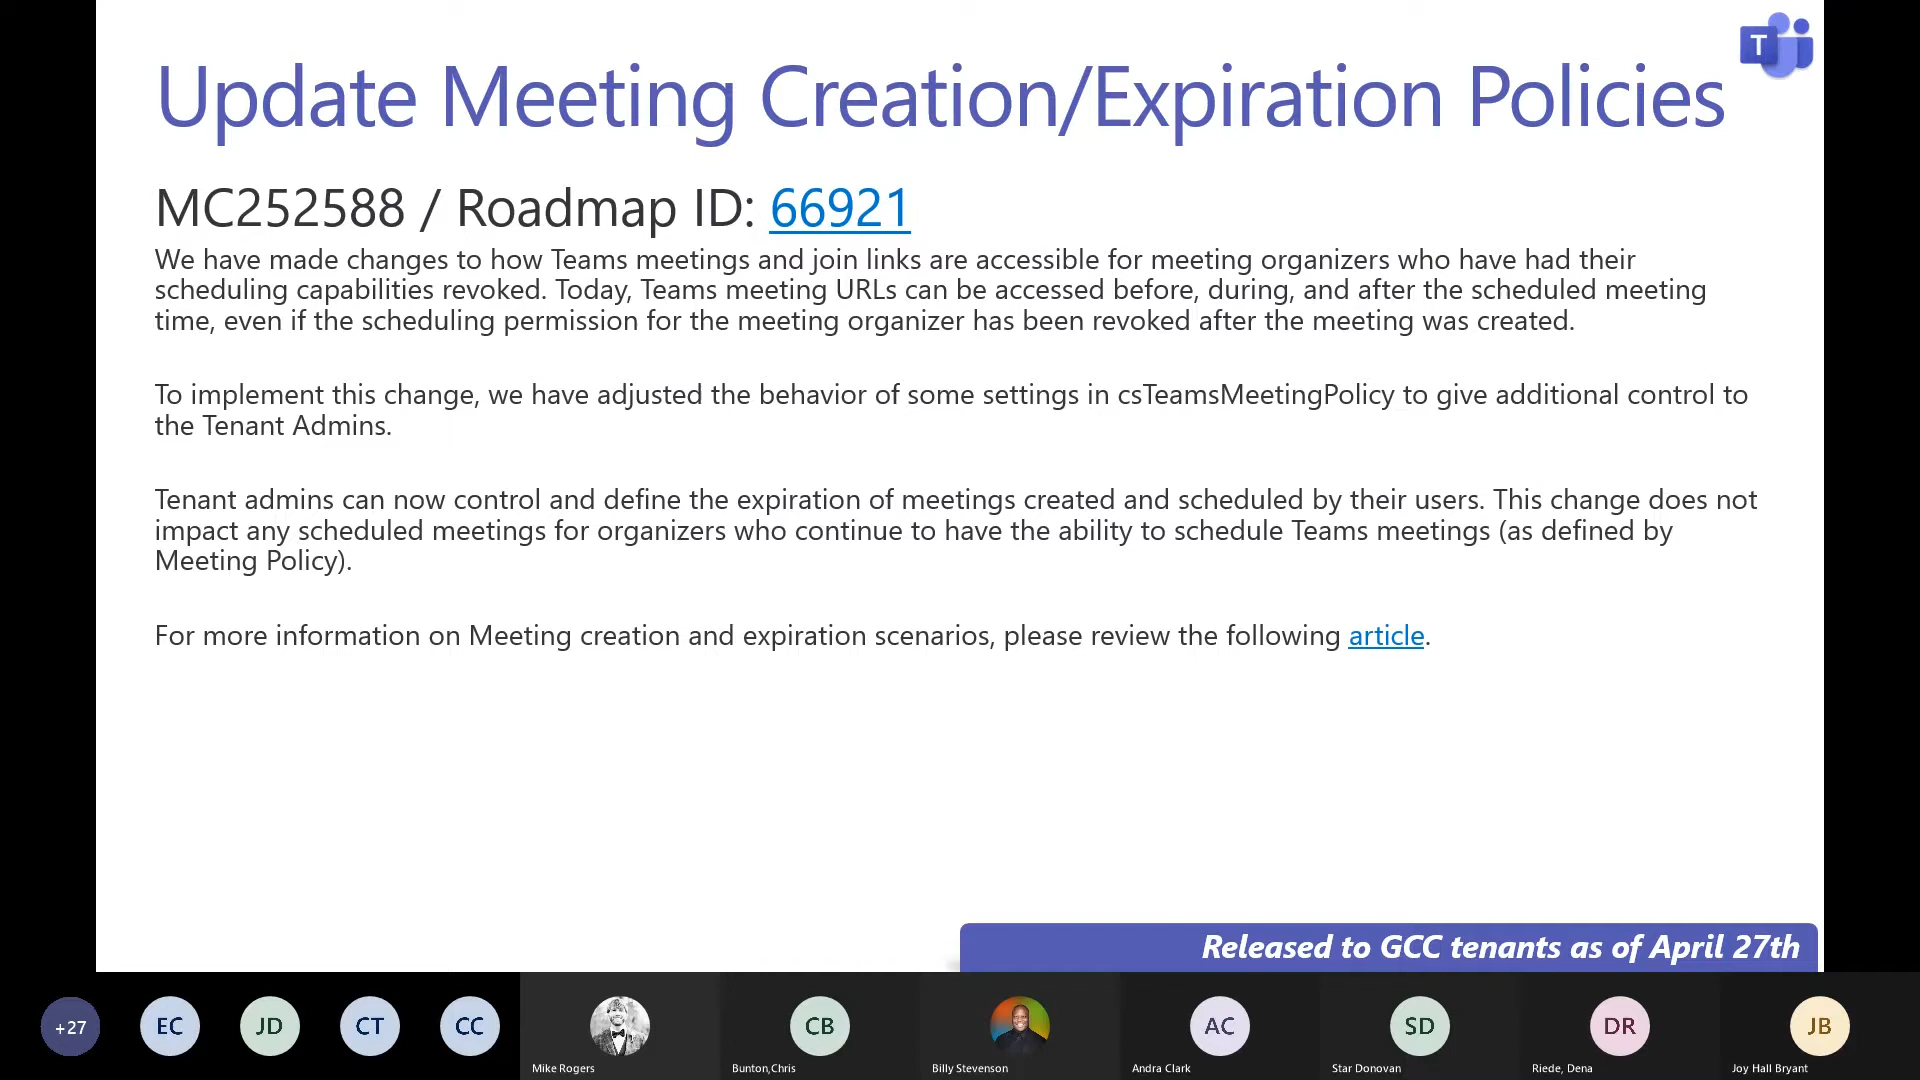 T
Update Meeting Creation/Expiration Policies
MC252588 / Roadmap ID: 66921
We have made changes to how Teams meetings and join links are accessible for meeting organizers who have had their
scheduling capabilities revoked. Today, Teams meeting URLs can be accessed before, during, and after the scheduled meeting
time, even if the scheduling permission for the meeting organizer has been revoked after the meeting was created.
To implement this change, we have adjusted the behavior of some settings in csTeamsMeetingPolicy to give additional control to
the Tenant Admins.
Tenant admins can now control and define the expiration of meetings created and scheduled by their users. This change does not
impact any scheduled meetings for organizers who continue to have the ability to schedule Teams meetings (as defined by
Meeting Policy).
For more information on Meeting creation and expiration scenarios, please review the following article.
Released to GCC tenants as of April 27th
+27 EC JD CT CC CB AC SD DR JB
Mike Rogers Bunton,Chris Billy Stevenson Andra Clark Star Donovan Riede, Dena Joy Hall Bryant